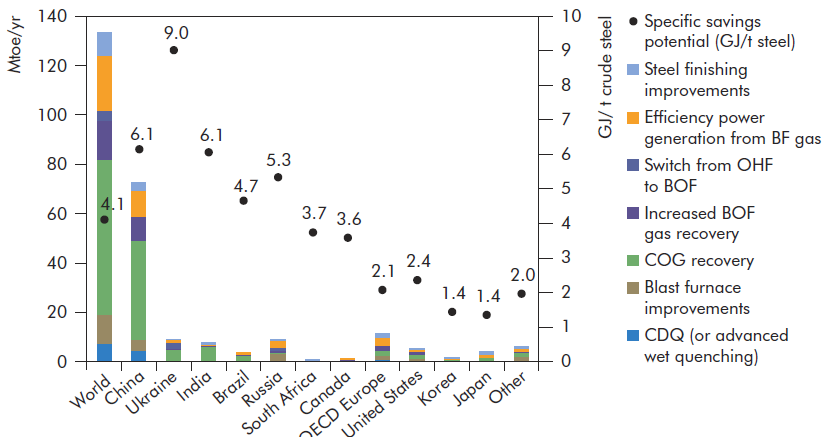 Mtoe/yr
140
120
100
80
60
40
20
0
4.1
6.1
9.0
6.1
4.7
5.3
3.7
3.6
2.1
2.4
1.4
1.4
2.0
10
9
8
7
6
5
4
3
2
1
0
GJ/ t crude steel
World
China
Ukraine
India
Brazil
Russia
South Africa
Canada
OECD Europe
United States
Korea
Japan
Other
Specific savings
potential (GJ/t steel)
Steel finishing
improvements
Efficiency power
generation from BF gas
Switch from OHF
to BOF
Increased BOF
gas recovery
COG recovery
Blast furnace
improvements
CDQ (or advanced
wet quenching)